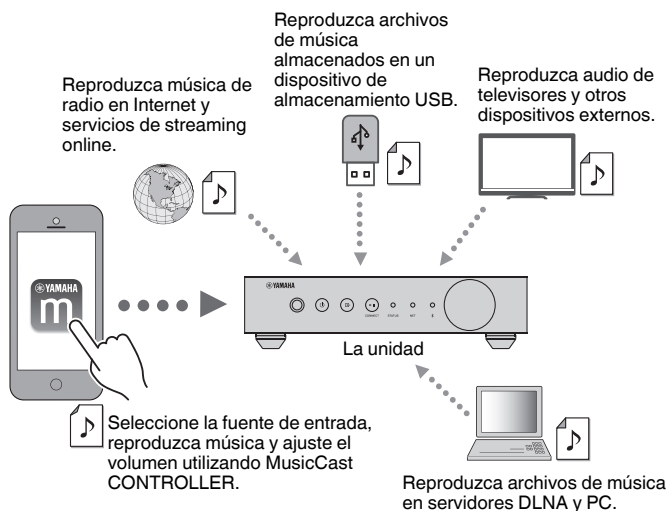 Reproduzca archivos
de música
almacenados en un
dispositivo de
almacenamiento USB.
Reproduzca música de
radio en Internet y
servicios de streaming
online.
Reproduzca audio de
televisores y otros
dispositivos externos.
YAMAHA
m
YAMAHA
CONNECT
STATUS
NET
La unidad
Seleccione la fuente de entrada,
reproduzca música y ajuste el
volumen utilizando MusicCast
CONTROLLER.
Reproduzca archivos de música
en servidores DLNA y PC.